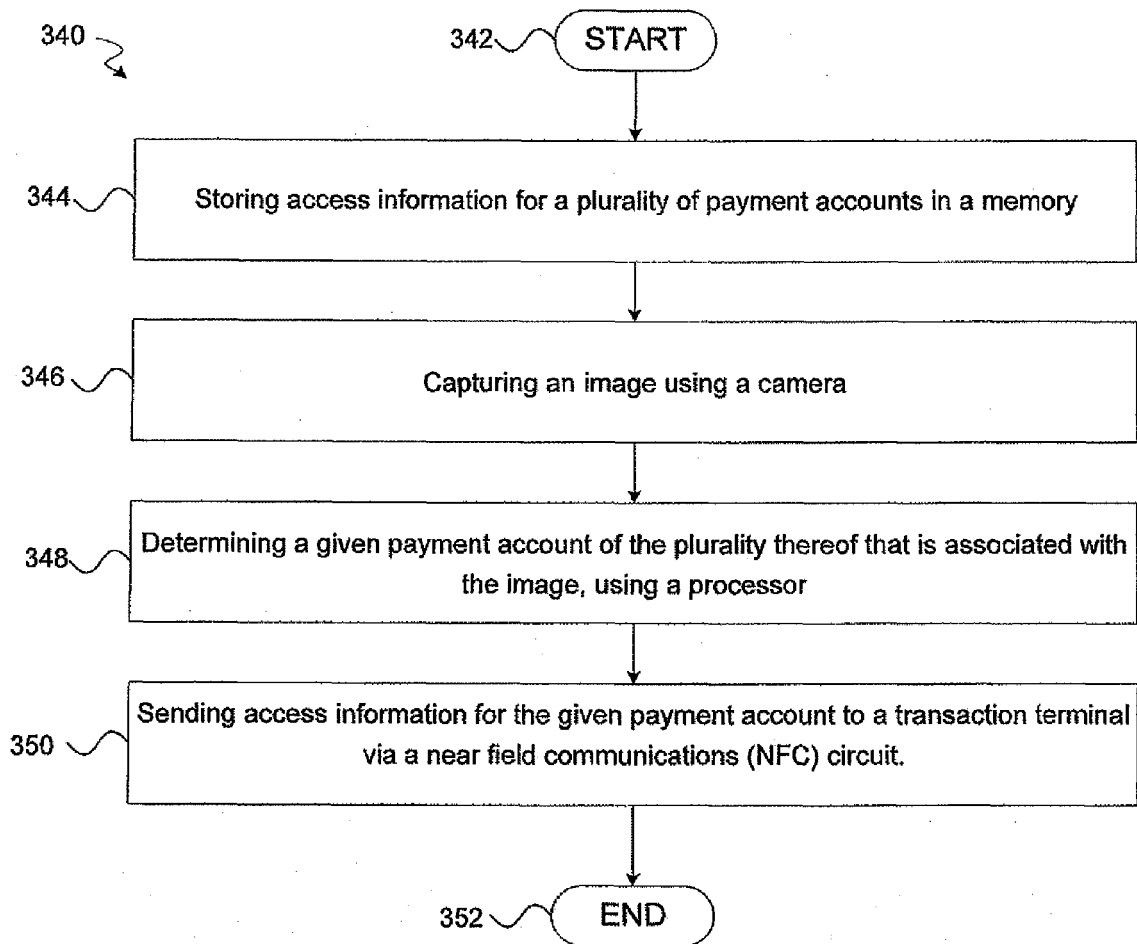 340
342 START
344 Storing access information for a plurality of payment accounts in a memory
346 Capturing an image using a camera
348 Determining a given payment account of the plurality thereof that is associated with
the image, using a processor
350 Sending access information for the given payment account to a transaction terminal
via a near field communications (NFC) circuit.
352 END